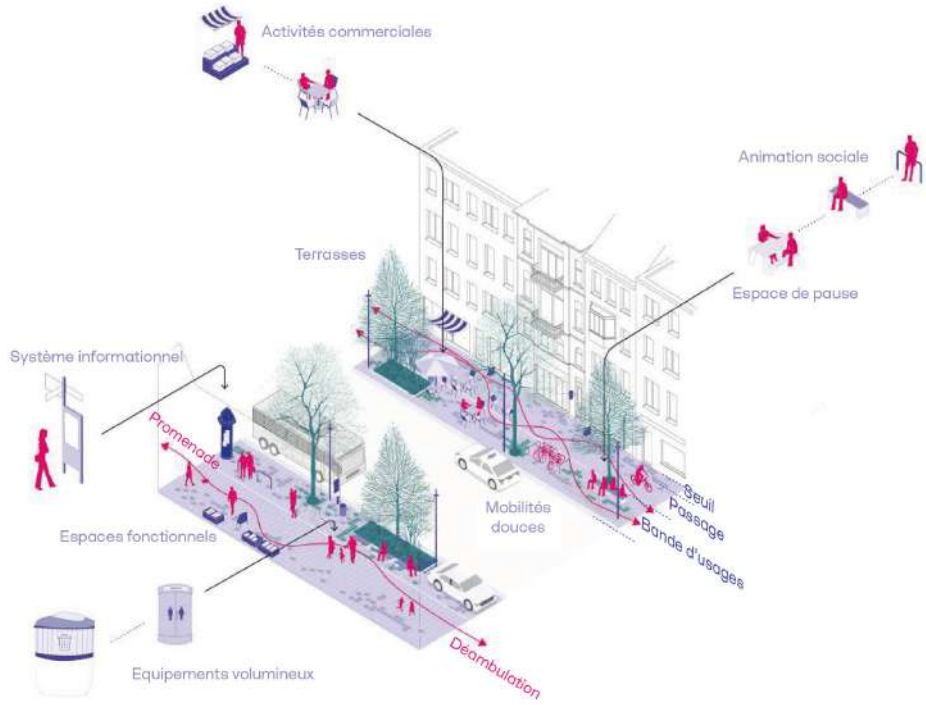 Activités commerciales
Animation sociale
Terrasses
Espace de pause
Système informationnel
Promenade
Seuil
Passage
Mobilités
douces
Bande d'usages
Espaces fonctionnels
Déambulation
Equipements volumineux